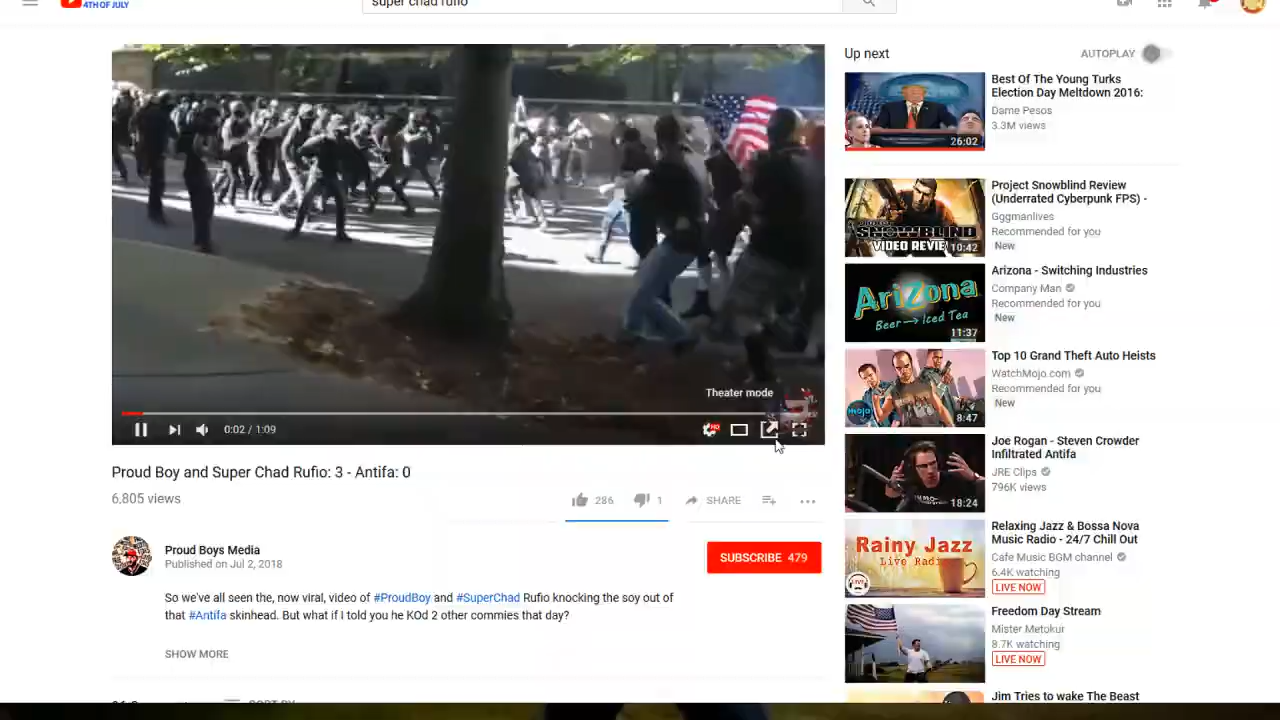 4TH OF JULY
super chad rufio
Theater mode
HD
0:02 / 1:09
Proud Boy and Super Chad Rufio: 3 - Antifa: 0
6,805 views
286
1
SHARE
Proud Boys Media
Published on Jul 2, 2018
SUBSCRIBE 479
So we've all seen the, now viral, video of #ProudBoy and #SuperChad Rufio knocking the soy out of
that #Antifa skinhead. But what if I told you he KOd 2 other commies that day?
SHOW MORE
SORT BY
Up next
AUTOPLAY
26:02
Best Of The Young Turks
Election Day Meltdown 2016:
Dame Pesos
3.3M views
SNOWBLIND
VIDEO REVIE
10:42
Project Snowblind Review
(Underrated Cyberpunk FPS) -
Gggmanlives
Recommended for you
New
AriZona
Beer → Iced Tea
11:37
Arizona - Switching Industries
Company Man
Recommended for you
New
mojo
8:47
Top 10 Grand Theft Auto Heists
WatchMojo.com
Recommended for you
New
18:24
Joe Rogan - Steven Crowder
Infiltrated Antifa
JRE Clips
796K views
Rainy Jazz
Live Radio
LIVE
Relaxing Jazz & Bossa Nova
Music Radio - 24/7 Chill Out
Cafe Music BGM channel
6.4K watching
LIVE NOW
Freedom Day Stream
Mister Metokur
8.7K watching
LIVE NOW
Jim Tries to wake The Beast